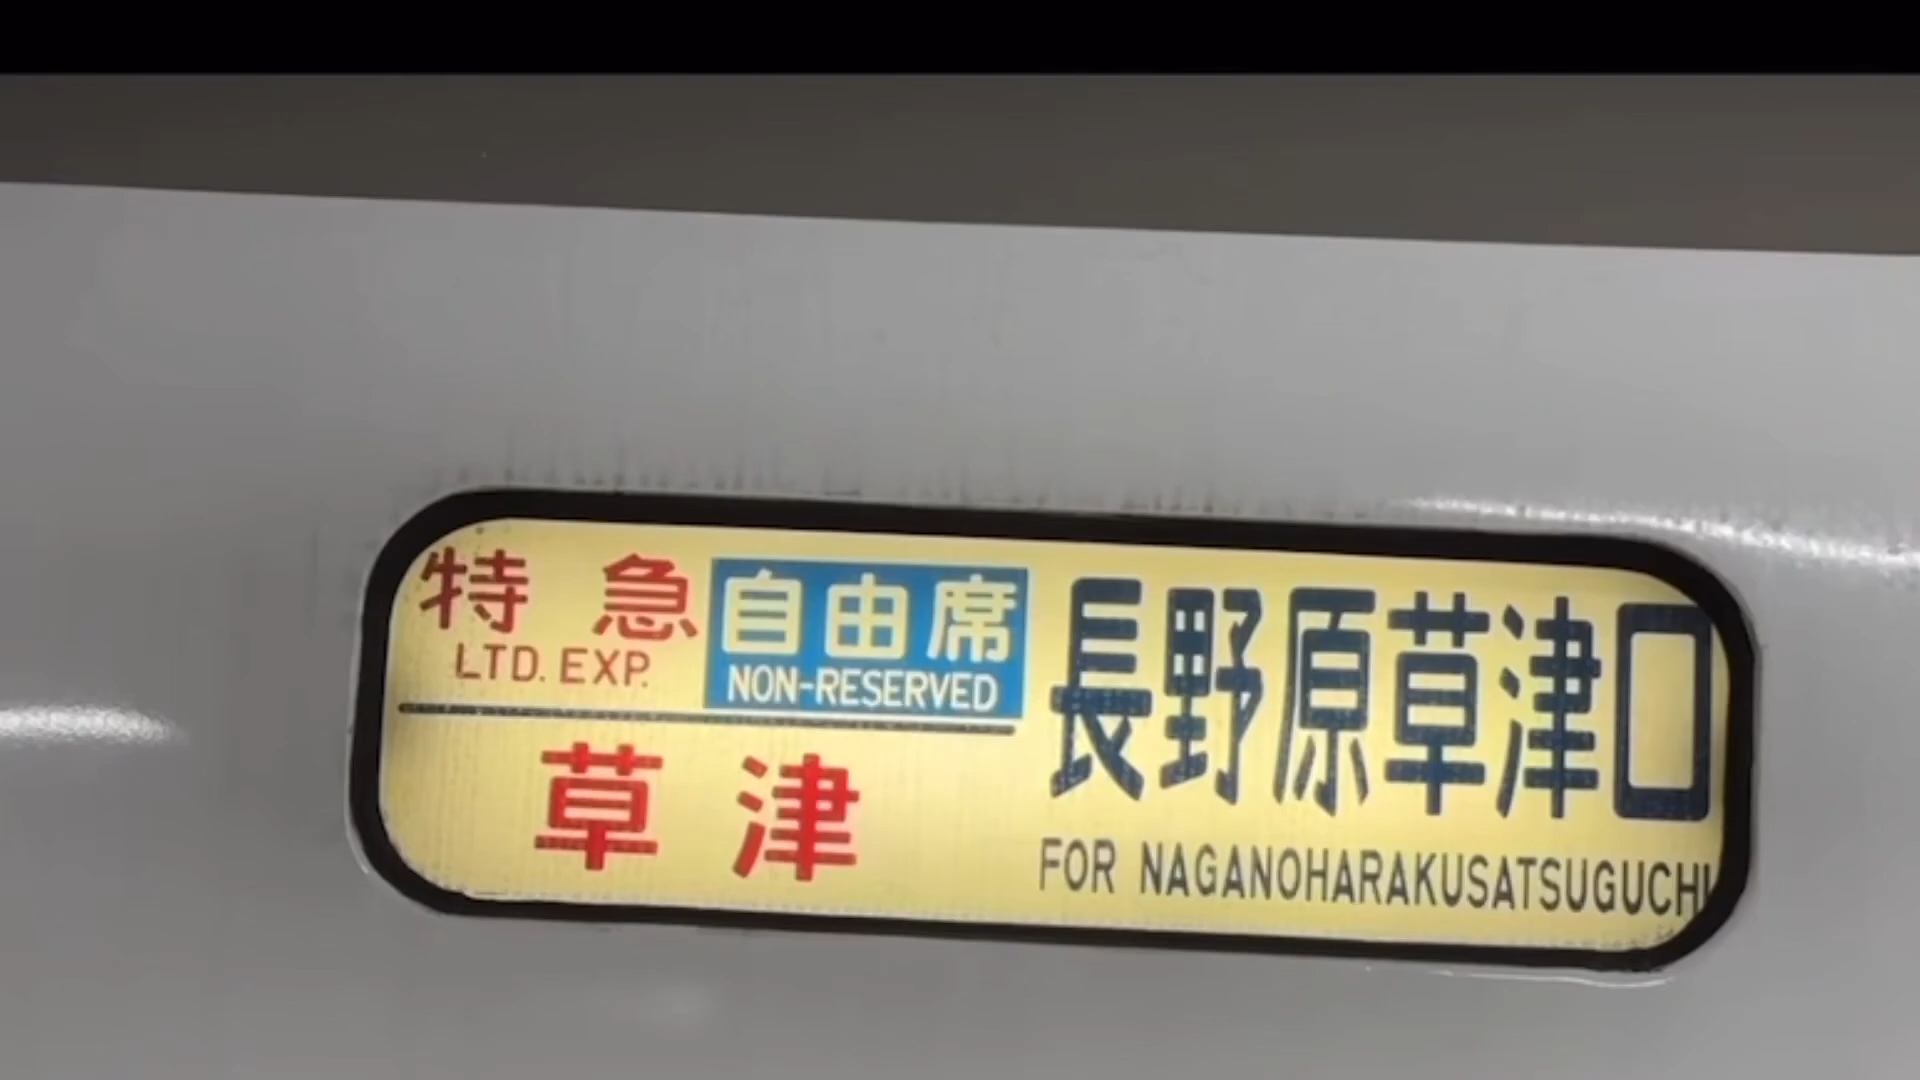 特急
LTD. EXP.
自由席
NON-RESERVED
草津
長野原草津口
FOR NAGANOHARAKUSATSUGUCHI